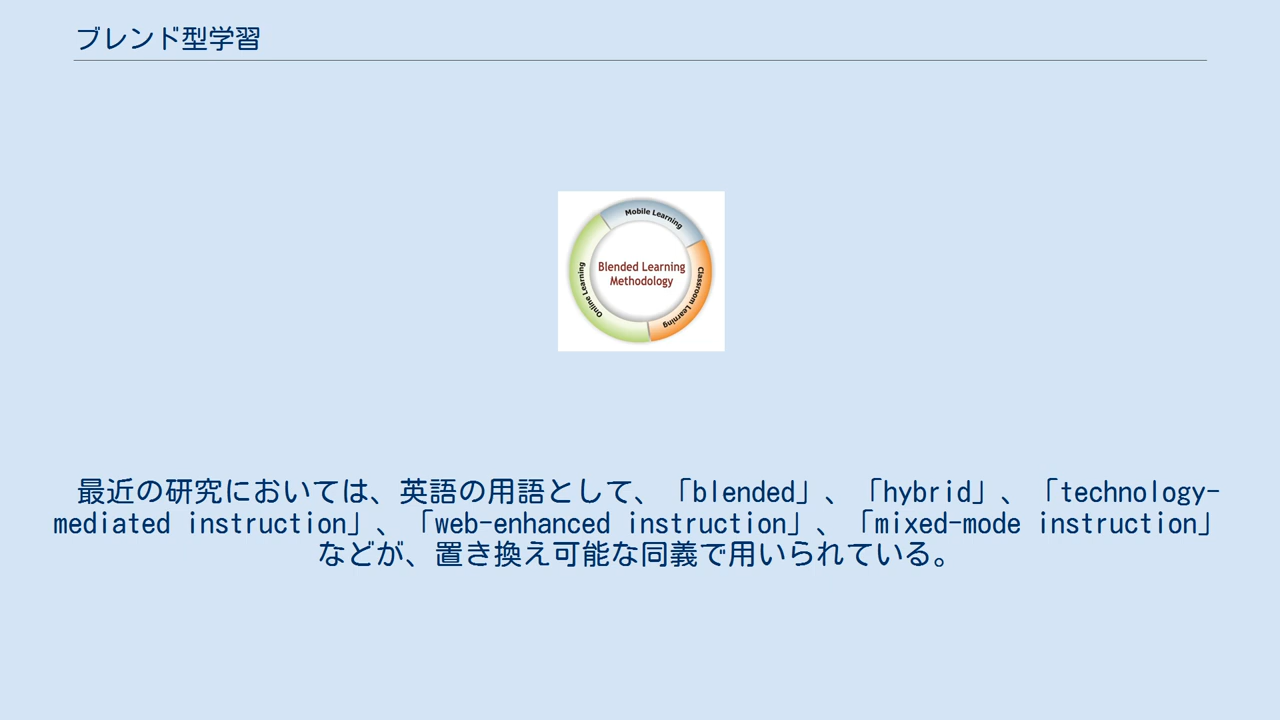 ブレンド型学習
Mobile Learning
Blended Learning
Methodology
Online Learning
Classroom Learning
最近の研究においては、英語の用語として、「blended」、「hybrid」、「technology-
mediated instruction」、「web-enhanced instruction」、「mixed-mode instruction」
などが、置き換え可能な同義で用いられている。